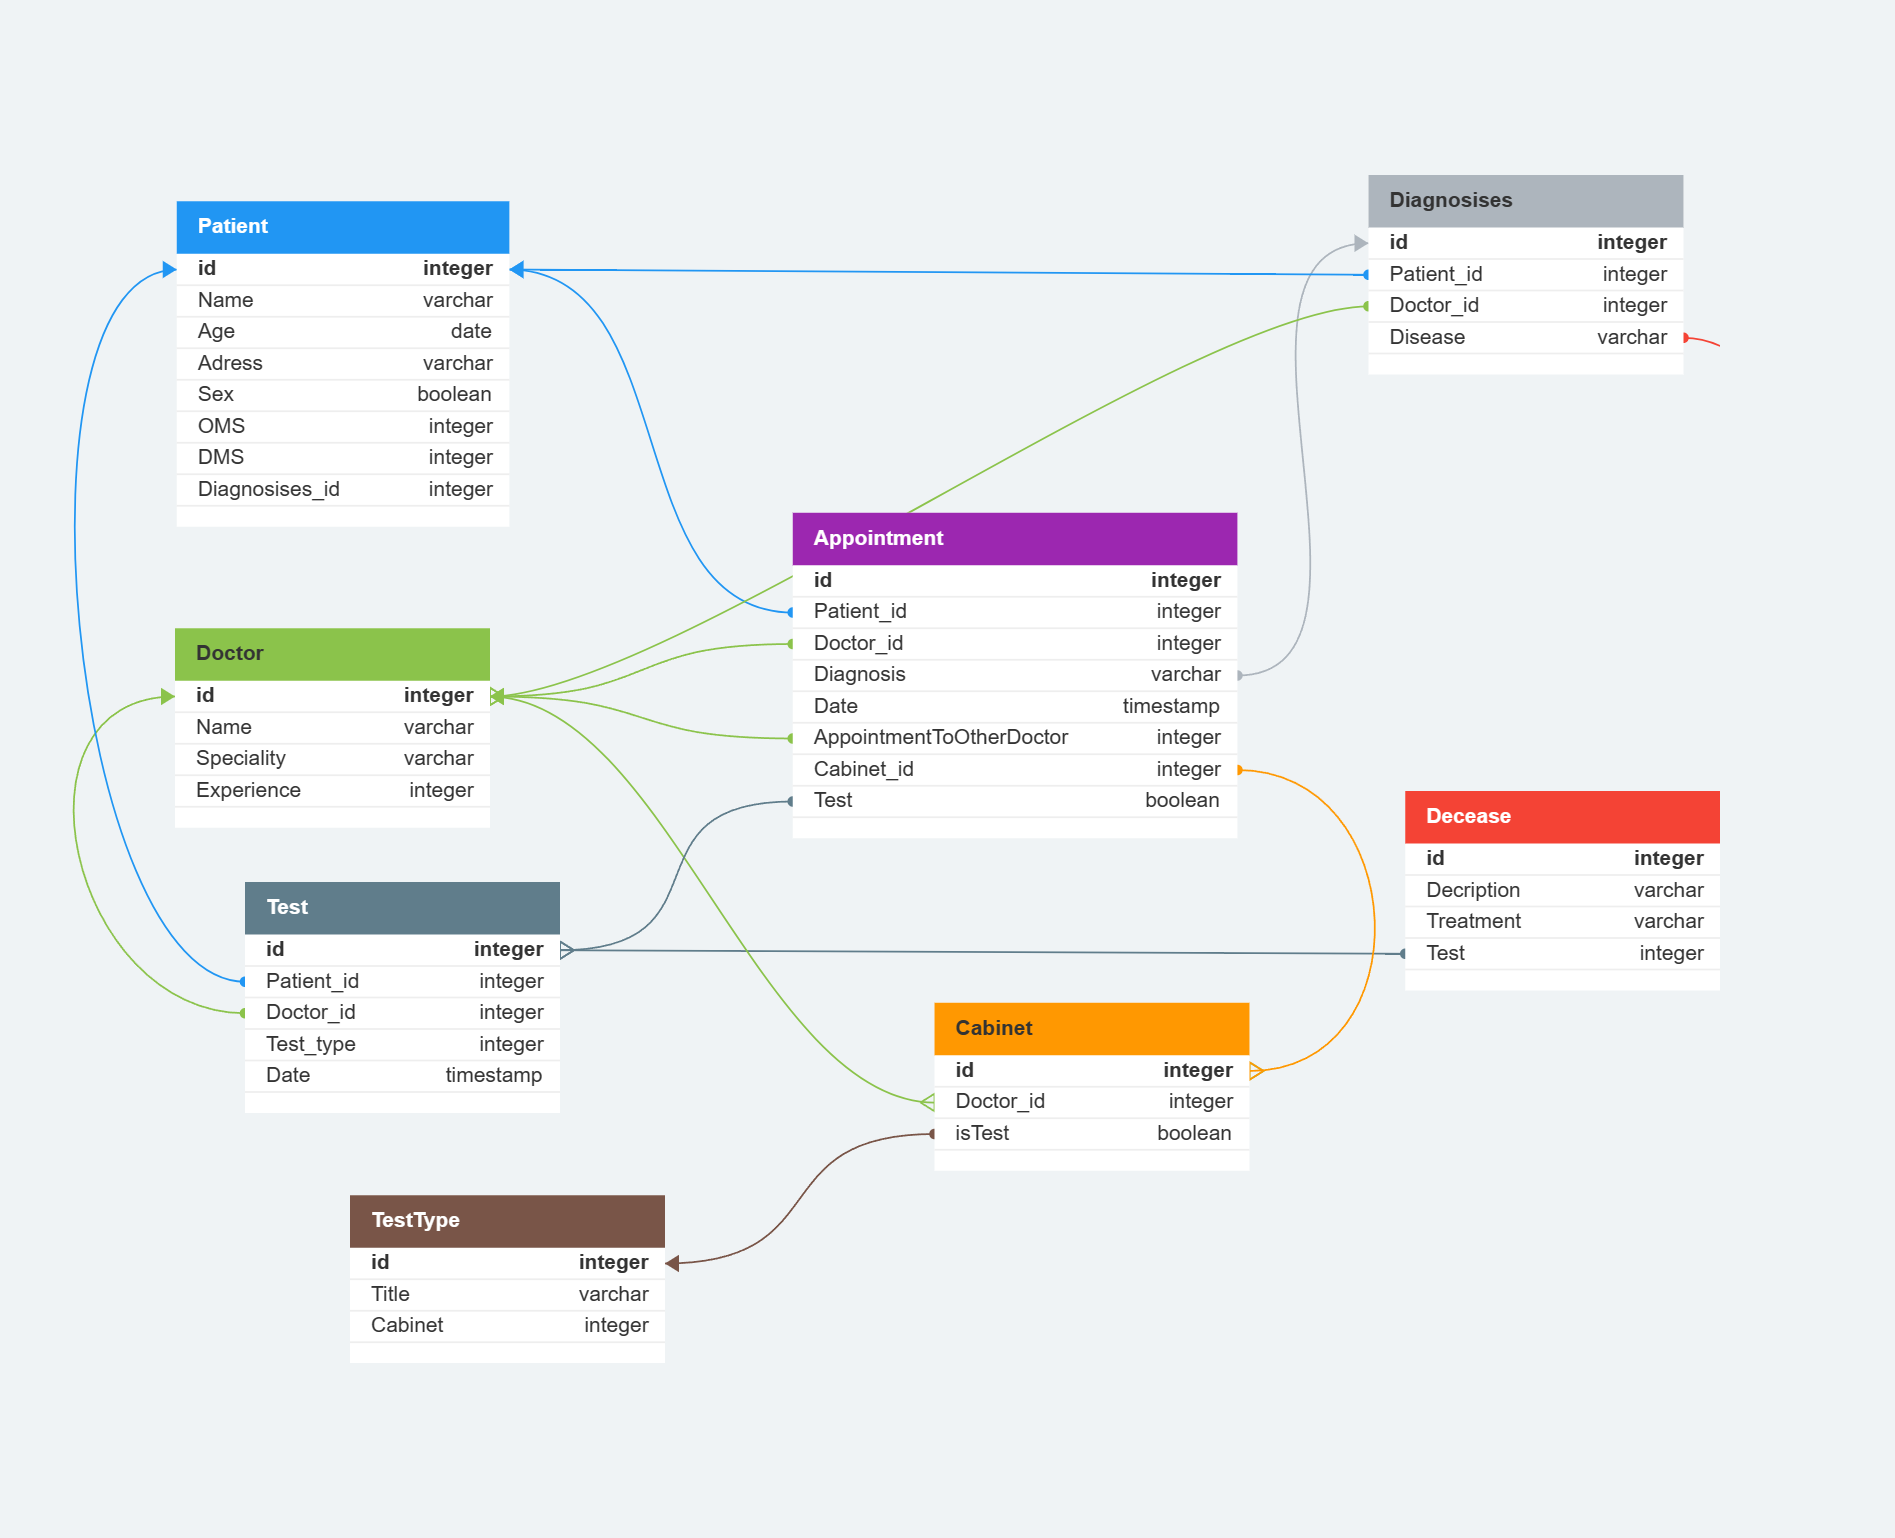 Patient
id integer
Name varchar
Age date
Adress varchar
Sex boolean
OMS integer
DMS integer
Diagnosises_id integer
Diagnosises
id integer
Patient_id integer
Doctor_id integer
Disease varchar
Appointment
id integer
Patient_id integer
Doctor_id integer
Diagnosis varchar
Date timestamp
AppointmentToOtherDoctor integer
Cabinet_id integer
Test boolean
Doctor
id integer
Name varchar
Speciality varchar
Experience integer
Decease
id integer
Decription varchar
Treatment varchar
Test integer
Test
id integer
Patient_id integer
Doctor_id integer
Test_type integer
Date timestamp
Cabinet
id integer
Doctor_id integer
isTest boolean
TestType
id integer
Title varchar
Cabinet integer